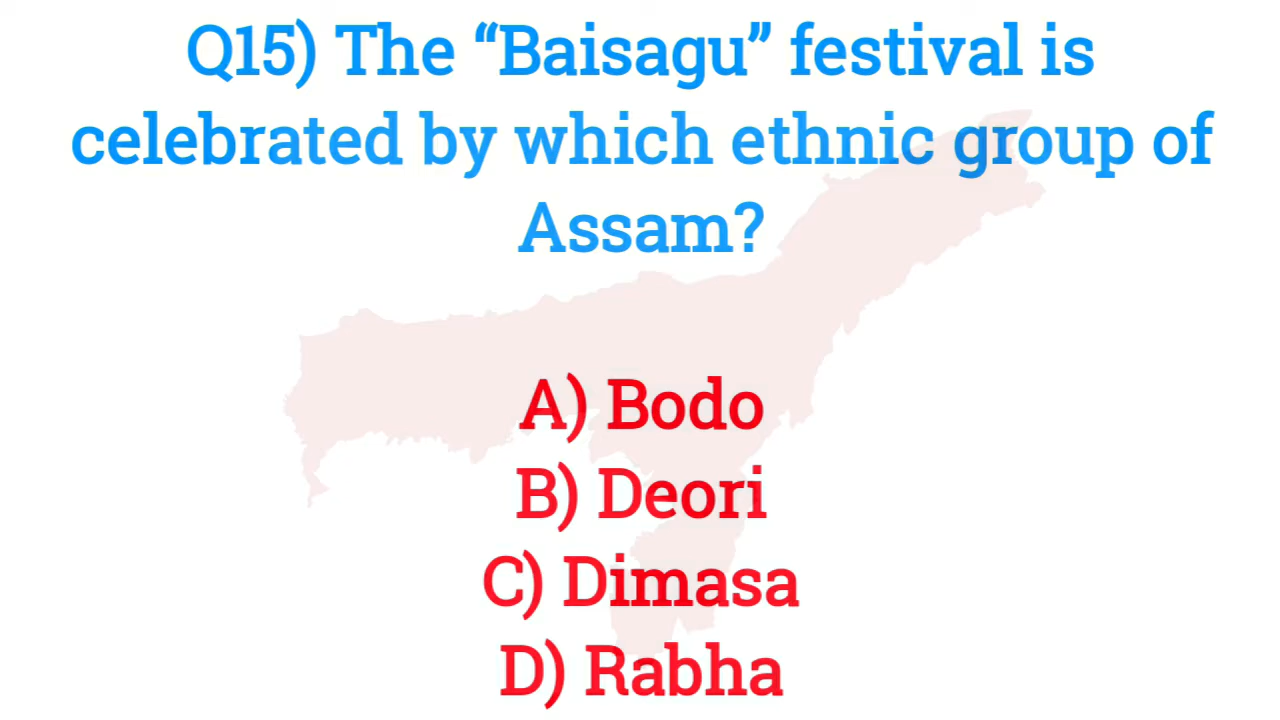 Q15) The “Baisagu” festival is
celebrated by which ethnic group of
Assam?
A) Bodo
B) Deori
C) Dimasa
D) Rabha